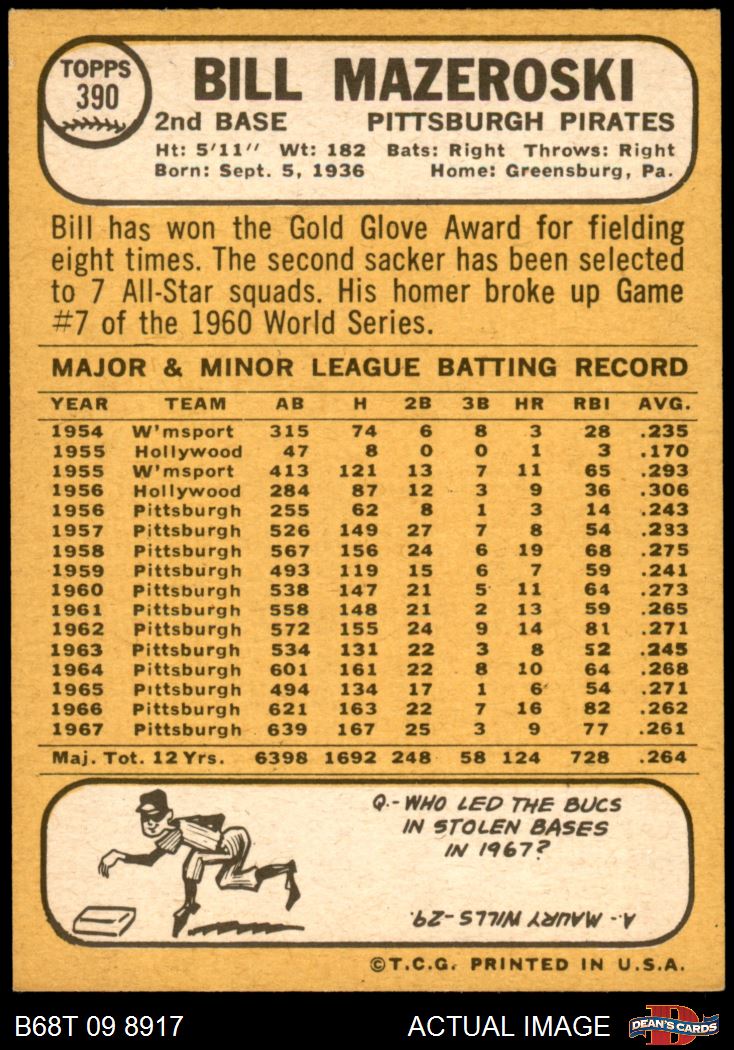 TOPPS
390
BILL MAZEROSKI
2nd BASE PITTSBURGH PIRATES
Ht: 5'11" Wt: 182 Bats: Right Throws: Right
Born: Sept. 5, 1936 Home: Greensburg, Pa.
Bill has won the Gold Glove Award for fielding
eight times. The second sacker has been selected
to 7 All-Star squads. His homer broke up Game
#7 of the 1960 World Series.
MAJOR & MINOR LEAGUE BATTING RECORD
YEAR TEAM AB H 2B 3B HR RBI AVG.
1954 W'msport 315 74 6 8 3 28 .235
1955 Hollywood 47 8 0 0 1 3 .170
1955 W'msport 413 121 13 7 11 65 .293
1956 Hollywood 284 87 12 3 9 36 .306
1956 Pittsburgh 255 62 8 1 3 14 .243
1957 Pittsburgh 526 149 27 7 8 54 .233
1958 Pittsburgh 567 156 24 6 19 68 .275
1959 Pittsburgh 493 119 15 6 7 59 .241
1960 Pittsburgh 538 147 21 5 11 64 .273
1961 Pittsburgh 558 148 21 2 13 59 .265
1962 Pittsburgh 572 155 24 9 14 81 .271
1963 Pittsburgh 534 131 22 3 8 52 .245
1964 Pittsburgh 601 161 22 8 10 64 .268
1965 Pittsburgh 494 134 17 1 6 54 .271
1966 Pittsburgh 621 163 22 7 16 82 .262
1967 Pittsburgh 639 167 25 3 9 77 .261
Maj. Tot. 12 Yrs. 6398 1692 248 58 124 728 .264
Q.-WHO LED THE BUCS
IN STOLEN BASES
IN 1967?
A.- MAURY WILLS-29.
©T.C.G. PRINTED IN U.S.A.
B68T 09 8917 ACTUAL IMAGE DEAN'S CARDS